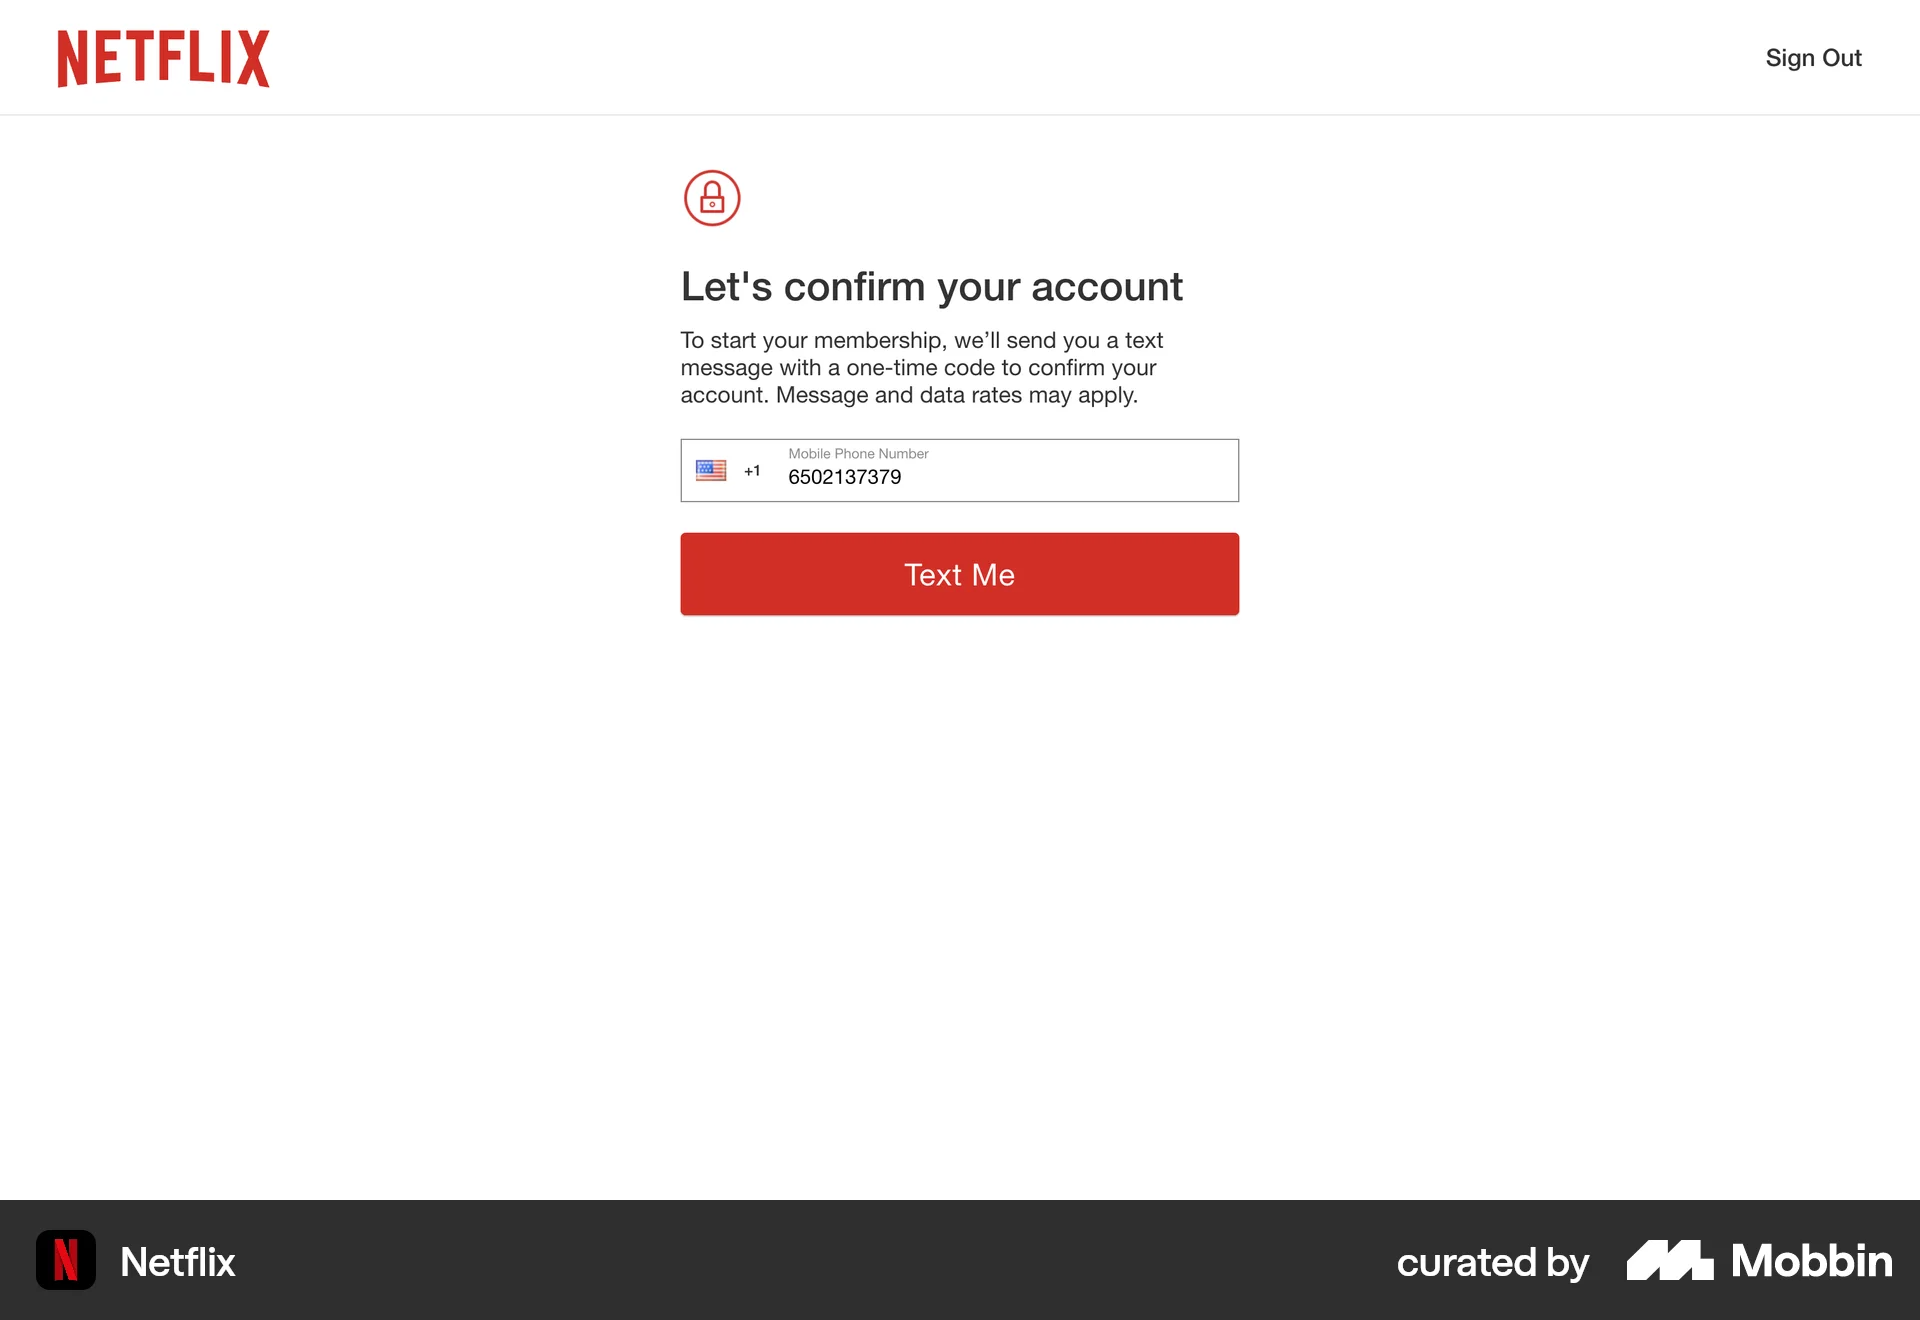 NETFLIX
Sign Out
Let's confirm your account
To start your membership, we’ll send you a text
message with a one-time code to confirm your
account. Message and data rates may apply.
Mobile Phone Number
+1
6502137379
Text Me
N
Netflix
curated by
Mobbin